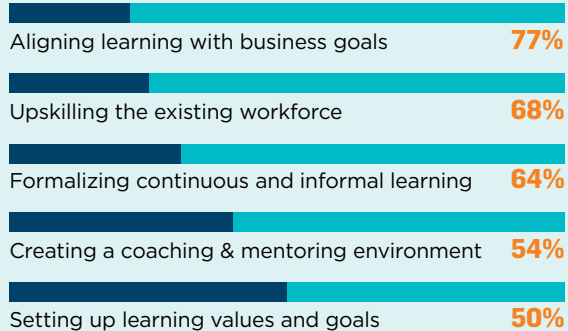 Aligning learning with business goals 77%
Upskilling the existing workforce 68%
Formalizing continuous and informal learning 64%
Creating a coaching & mentoring environment 54%
Setting up learning values and goals 50%